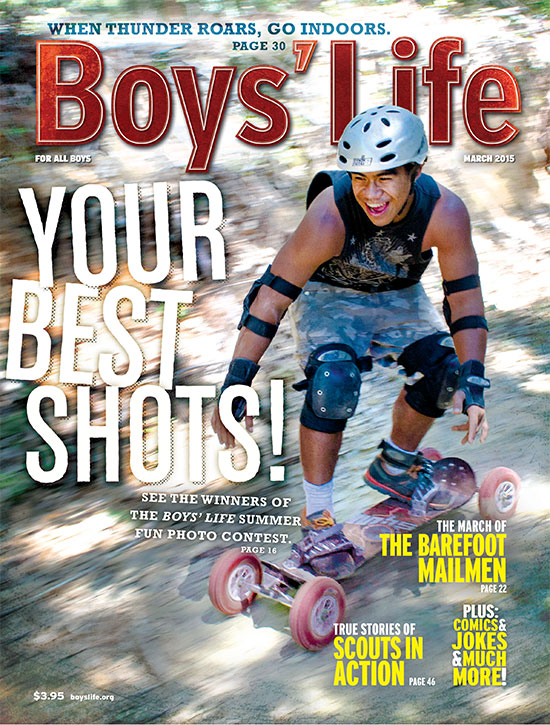 WHEN THUNDER ROARS, GO INDOORS.
PAGE 30
Boys' Life
FOR ALL BOYS
MARCH 2015
YOUR
BEST
SHOTS!
SEE THE WINNERS OF
THE BOYS' LIFE SUMMER
FUN PHOTO CONTEST.
PAGE 16
THE MARCH OF
THE BAREFOOT
MAILMEN
PAGE 22
TRUE STORIES OF
SCOUTS IN
ACTION PAGE 46
PLUS:
COMICS &
JOKES
& MUCH
MORE!
$3.95 boyslife.org